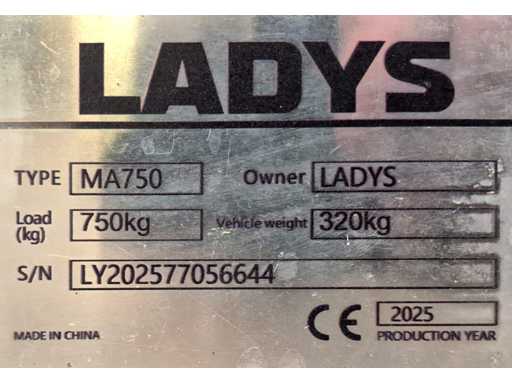 LADYS
TYPE MA750 Owner LADYS
Load (kg) 750kg Vehicle weight 320kg
S/N LY202577056644
CE 2025
MADE IN CHINA PRODUCTION YEAR